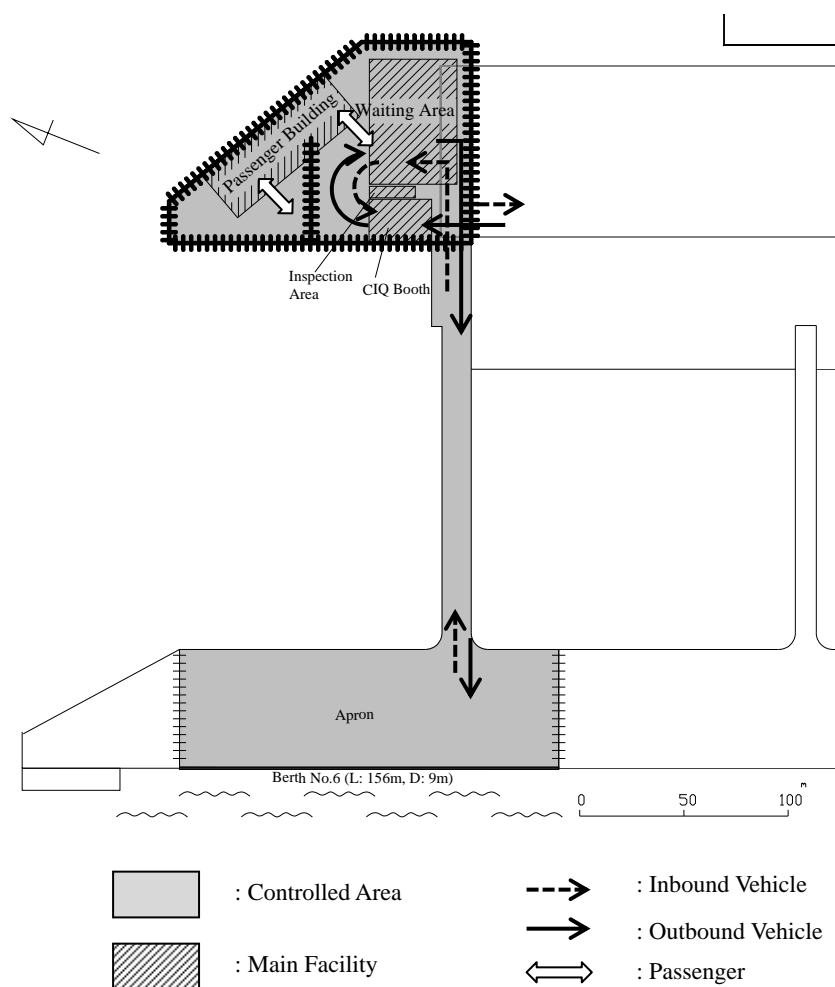 Waiting Area
Passenger Building
Inspection
Area
CIQ Booth
Apron
Berth No.6 (L: 156m, D: 9m)
m
0 50 100
: Controlled Area
: Inbound Vehicle
: Outbound Vehicle
: Main Facility
: Passenger